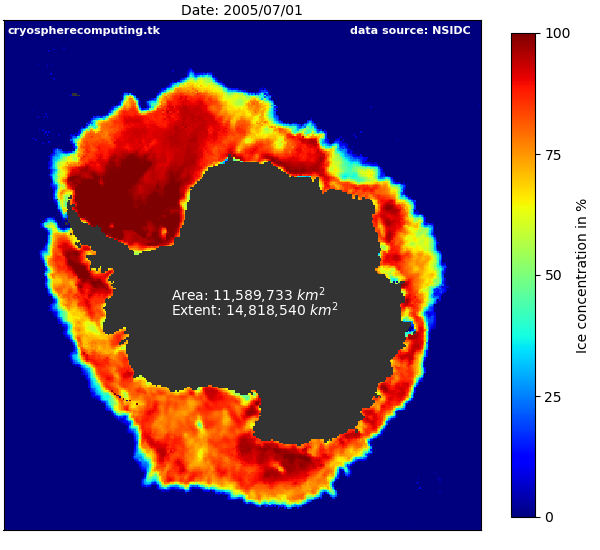 Date: 2005/07/01
cryospherecomputing.tk data source: NSIDC
Area: 11,589,733 km²
Extent: 14,818,540 km²
100
75
50
25
0
Ice concentration in %